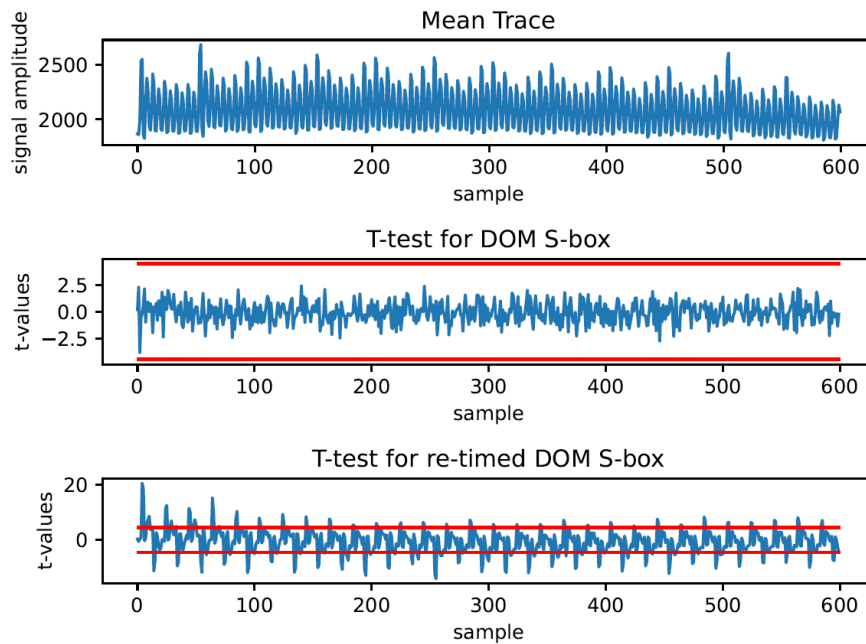 Mean Trace
signal amplitude
2500
2000
0 100 200 300 400 500 600
sample
T-test for DOM S-box
t-values
2.5
0.0
−2.5
0 100 200 300 400 500 600
sample
T-test for re-timed DOM S-box
t-values
20
0
0 100 200 300 400 500 600
sample